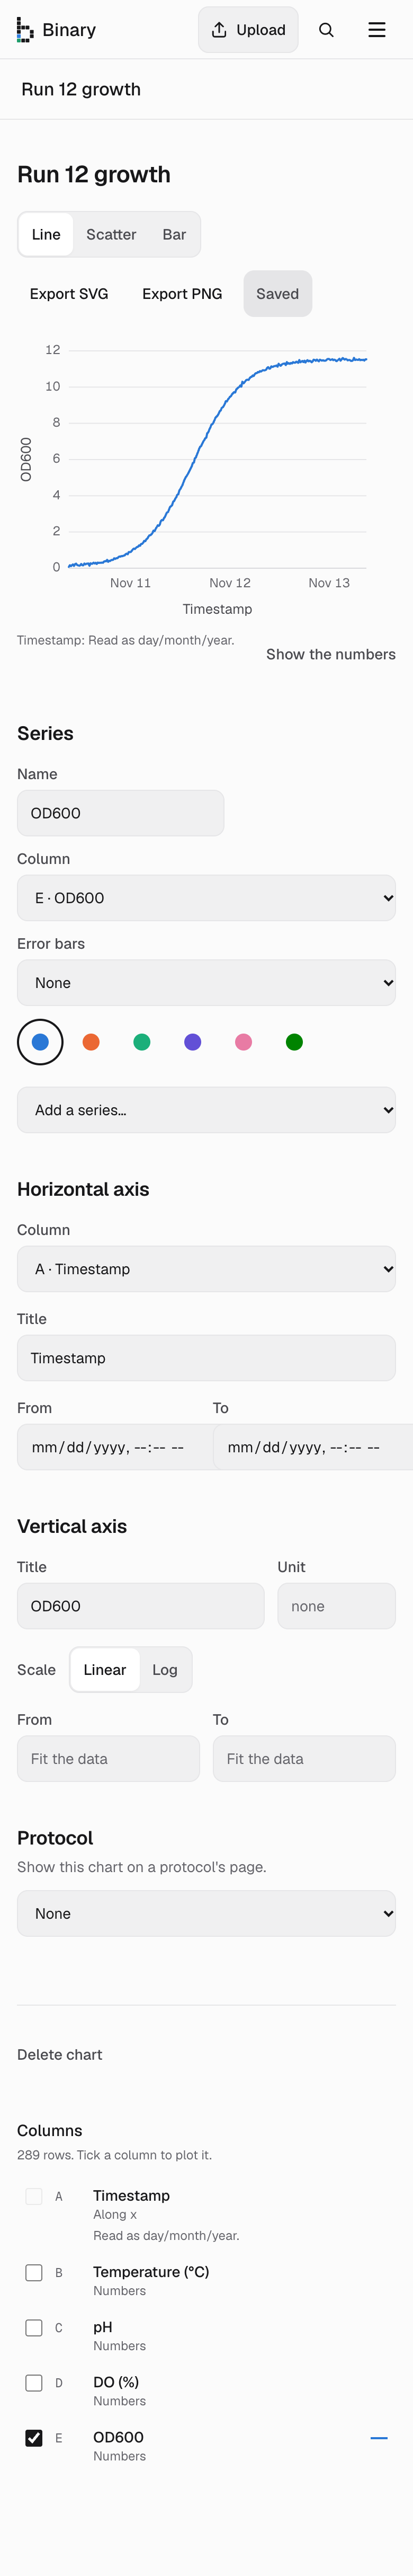 Binary
Upload
Run 12 growth
Run 12 growth
Line Scatter Bar
Export SVG Export PNG Saved
12
10
8
6
4
2
0
OD600
Nov 11 Nov 12 Nov 13
Timestamp
Timestamp: Read as day/month/year.
Show the numbers
Series
Name
OD600
Column
E · OD600
Error bars
None
Add a series...
Horizontal axis
Column
A · Timestamp
Title
Timestamp
From To
mm/dd/yyyy, --:-- -- mm/dd/yyyy, --:-- --
Vertical axis
Title Unit
OD600 none
Scale Linear Log
From To
Fit the data Fit the data
Protocol
Show this chart on a protocol's page.
None
Delete chart
Columns
289 rows. Tick a column to plot it.
A Timestamp
Along x
Read as day/month/year.
B Temperature (°C)
Numbers
C pH
Numbers
D DO (%)
Numbers
E OD600
Numbers